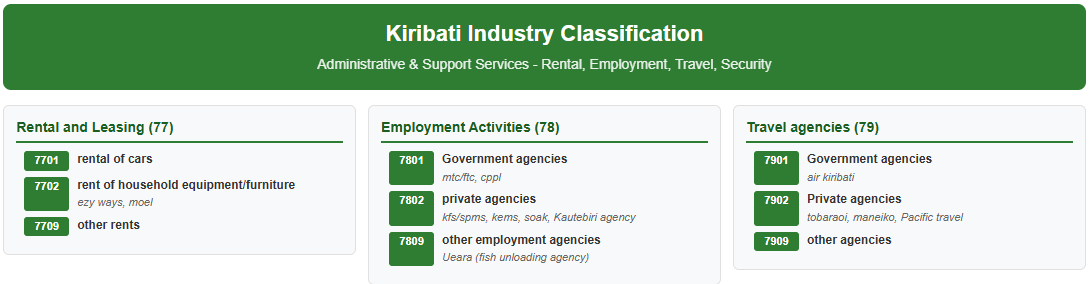 Kiribati Industry Classification
Administrative & Support Services - Rental, Employment, Travel, Security
Rental and Leasing (77)
7701 rental of cars
7702 rent of household equipment/furniture
ezy ways, moel
7709 other rents
Employment Activities (78)
7801 Government agencies
mtc/ftc, cppl
7802 private agencies
kfs/spms, kems, soak, Kautebiri agency
7809 other employment agencies
Ueara (fish unloading agency)
Travel agencies (79)
7901 Government agencies
air kiribati
7902 Private agencies
tobaraoi, maneiko, Pacific travel
7909 other agencies